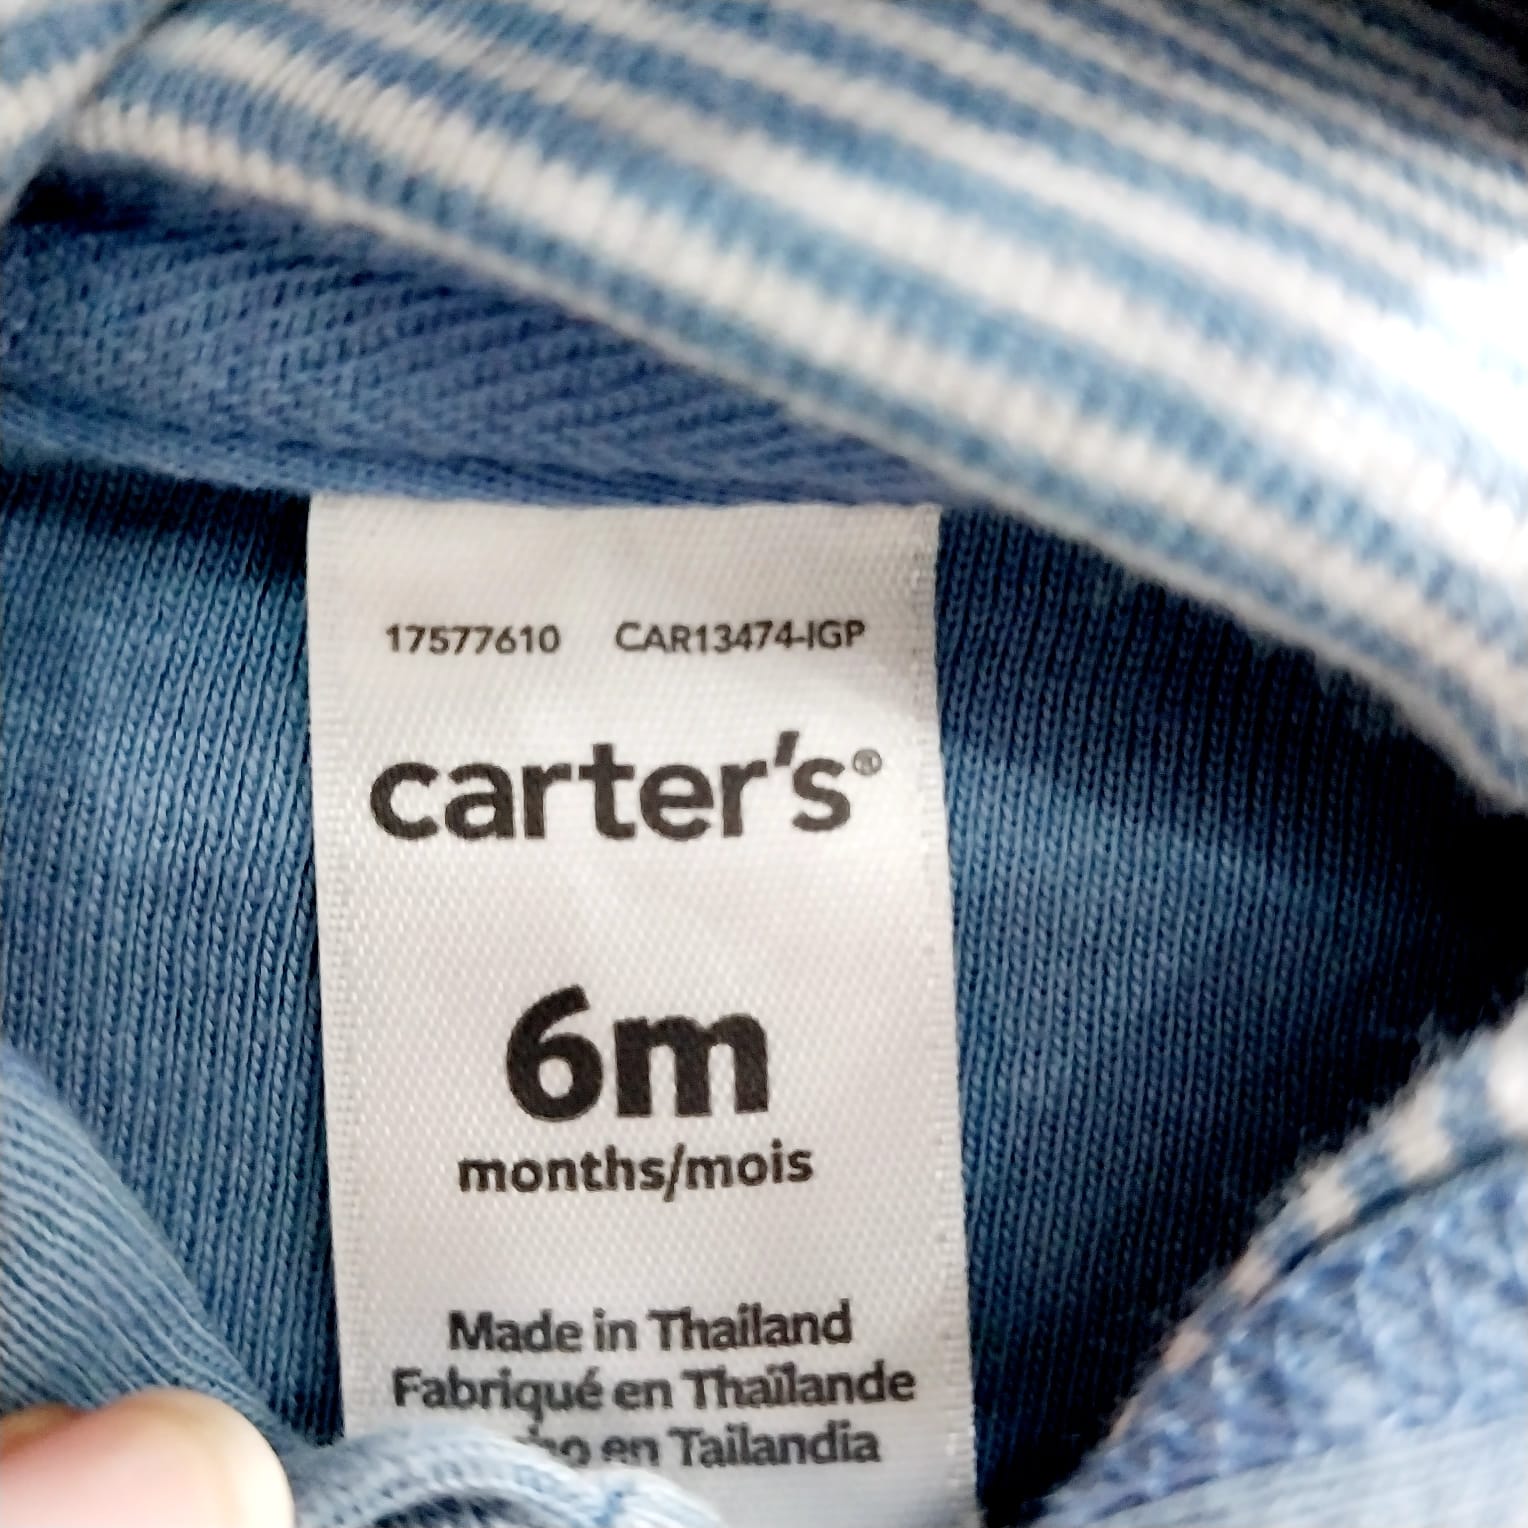 17577610 CAR13474-IGP
carter's®
6m
months/mois
Made in Thailand
Fabriqué en Thaïlande
en Tailandia